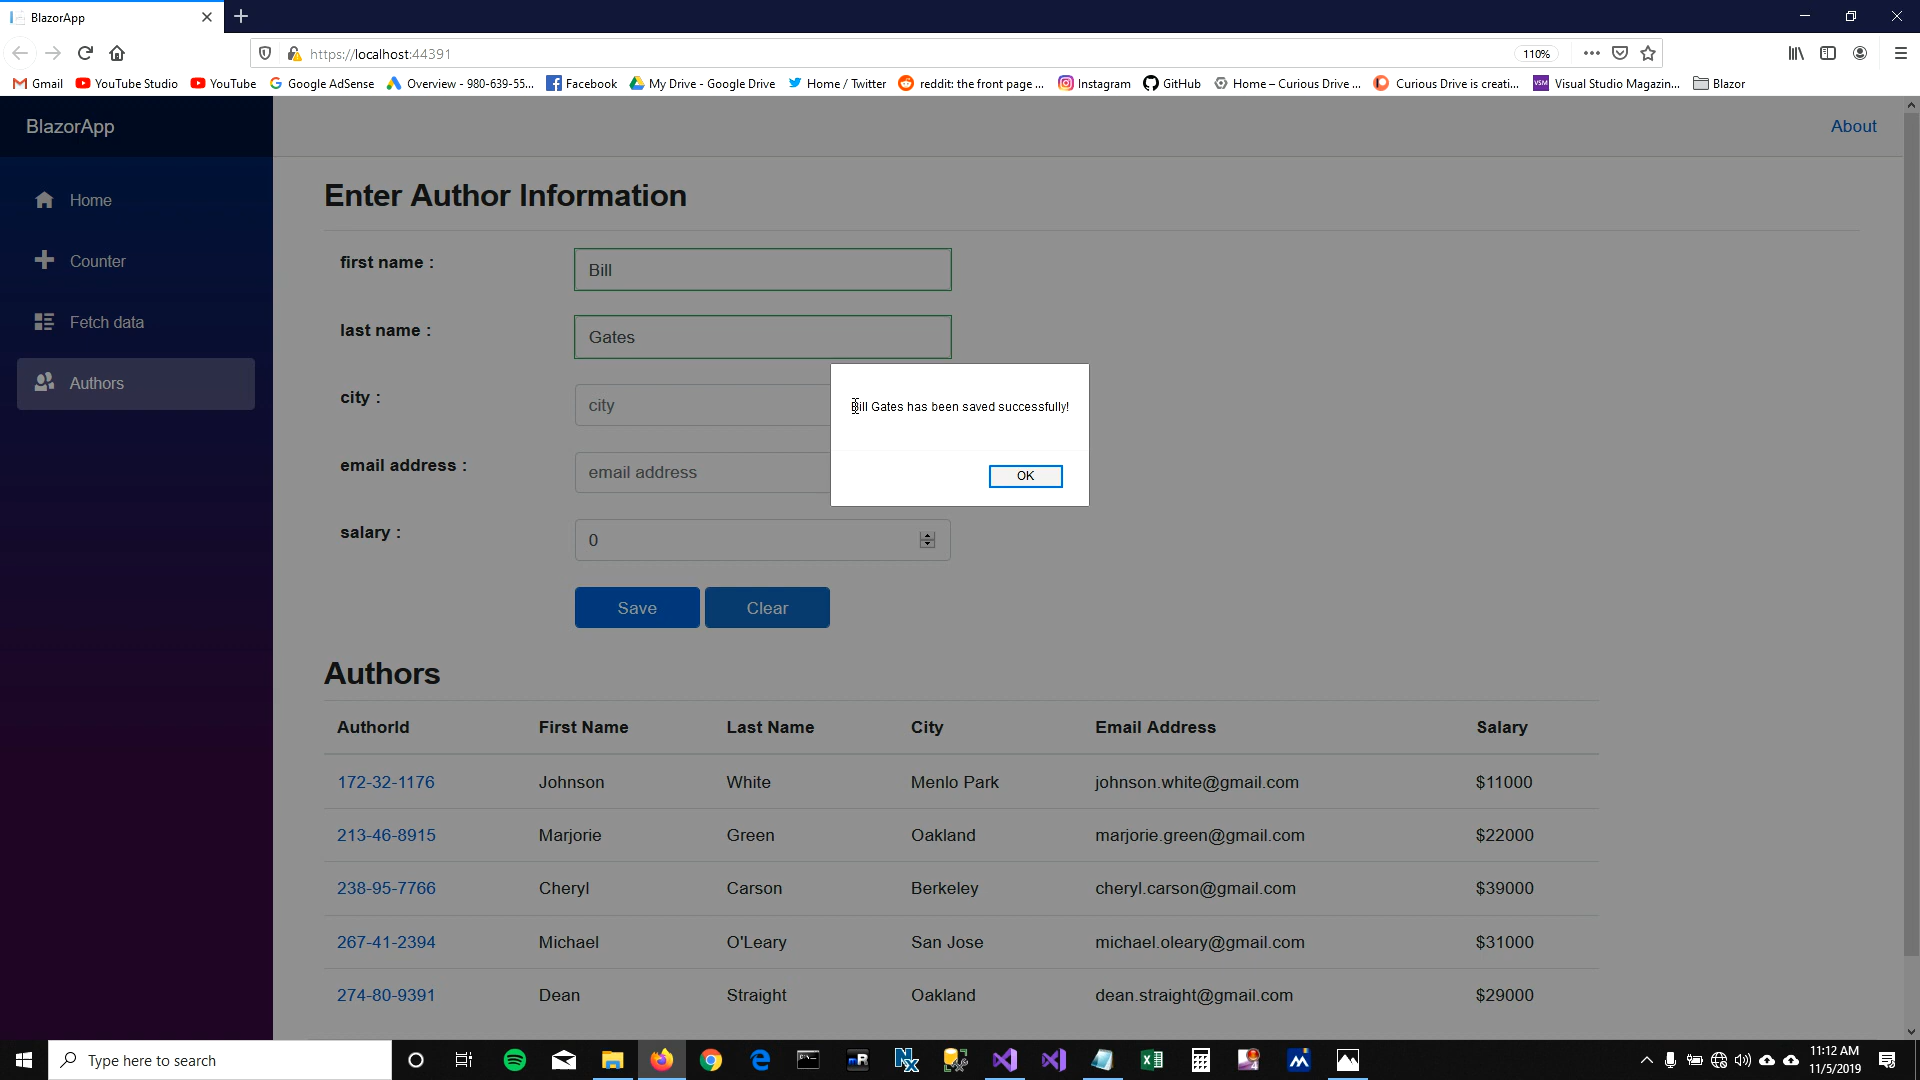 BlazorApp
https://localhost:44391
110%
Gmail YouTube Studio YouTube Google AdSense Overview - 980-639-55... Facebook My Drive - Google Drive Home / Twitter reddit: the front page ... Instagram GitHub Home – Curious Drive ... Curious Drive is creati... Visual Studio Magazin... Blazor
BlazorApp
About
Home
Counter
Fetch data
Authors
Enter Author Information
first name : Bill
last name : Gates
city : city
email address : email address
salary : 0
Bill Gates has been saved successfully!
OK
Save Clear
Authors
AuthorId First Name Last Name City Email Address Salary
172-32-1176 Johnson White Menlo Park johnson.white@gmail.com $11000
213-46-8915 Marjorie Green Oakland marjorie.green@gmail.com $22000
238-95-7766 Cheryl Carson Berkeley cheryl.carson@gmail.com $39000
267-41-2394 Michael O'Leary San Jose michael.oleary@gmail.com $31000
274-80-9391 Dean Straight Oakland dean.straight@gmail.com $29000
Type here to search
11:12 AM
11/5/2019